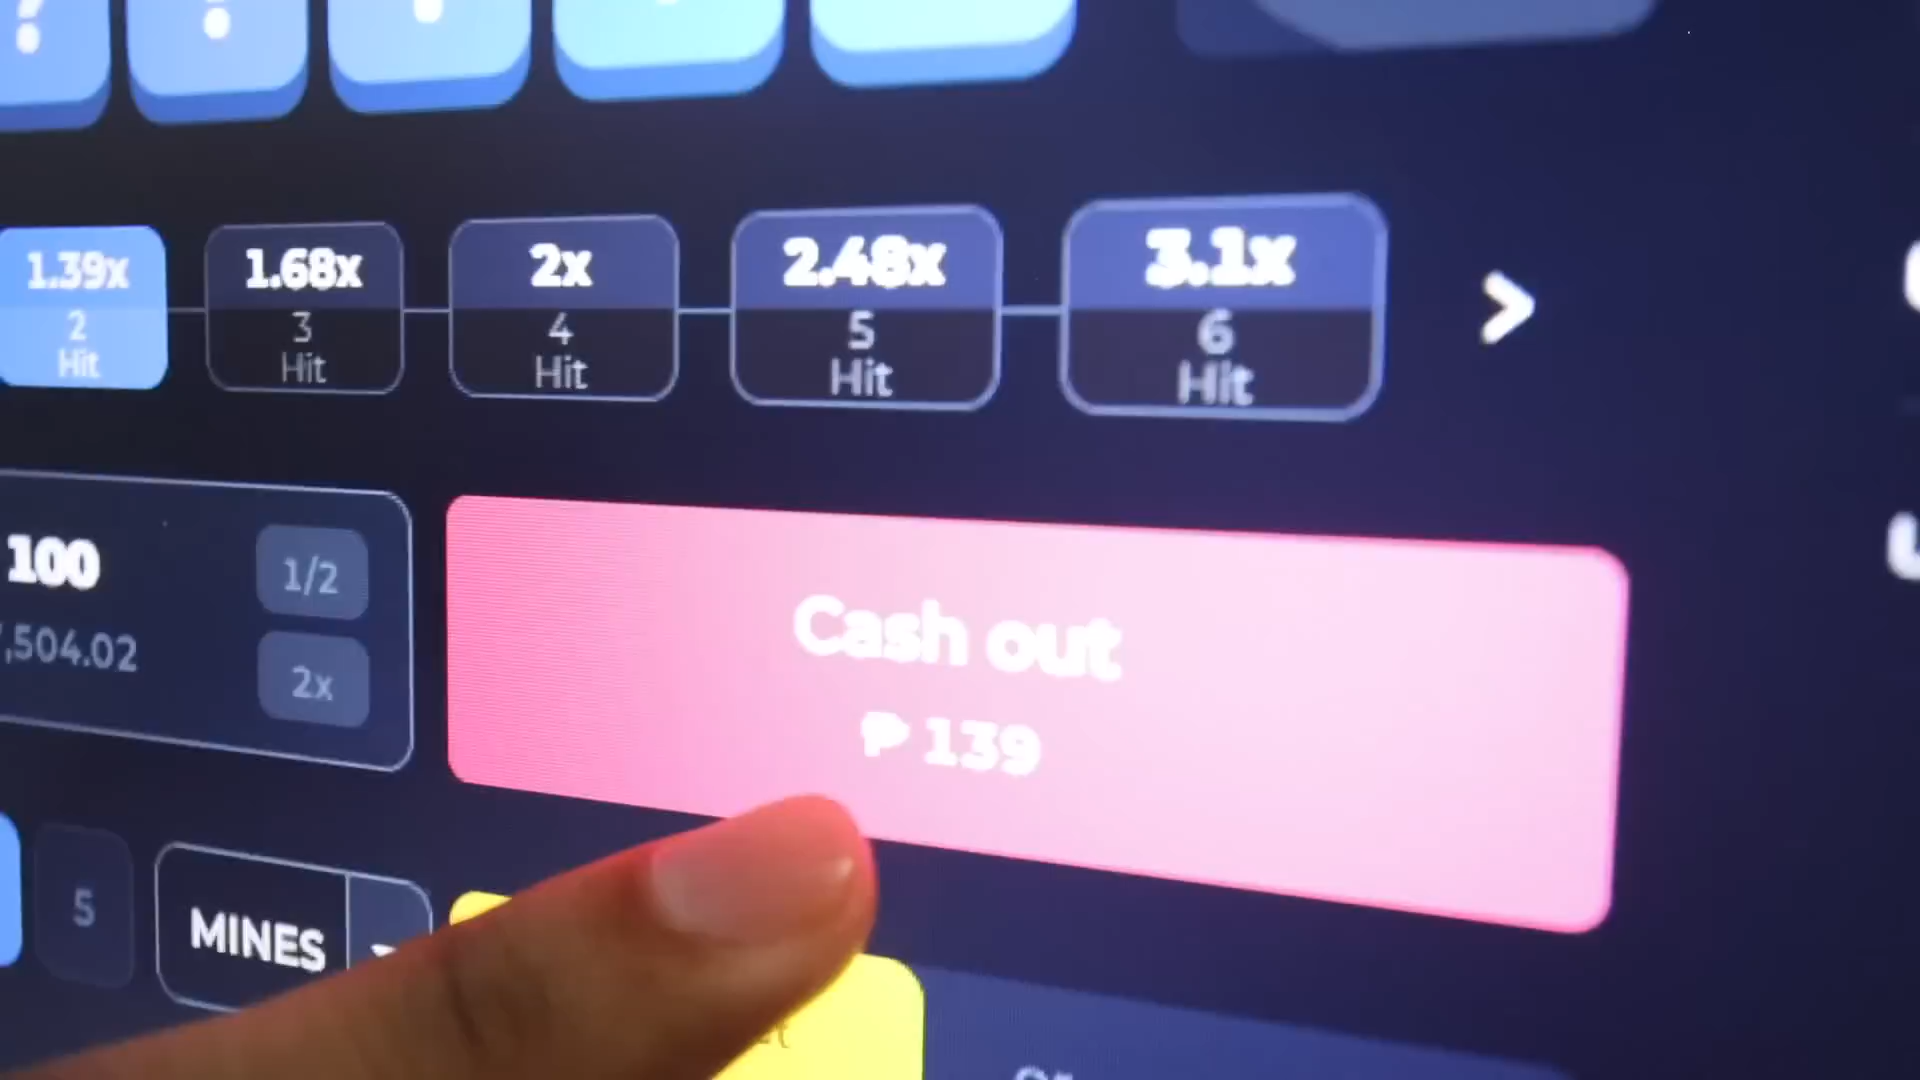 1.39x
2
Hit
1.68x
3
Hit
2x
4
Hit
2.48x
5
Hit
3.1x
6
Hit
100
,504.02
1/2
2x
Cash out
₱ 139
5
MINES